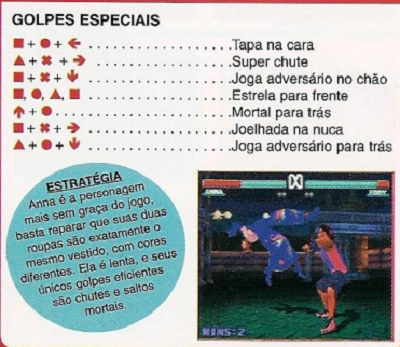 GOLPES ESPECIAIS
■+●+← ........................Tapa na cara
▲+✖+→ ........................Super chute
■+✖+↓ ........................Joga adversário no chão
■,●,▲,■ ........................Estrela para frente
↑+● ........................Mortal para trás
■+✖+→ ........................Joelhada na nuca
▲+●+↓ ........................Joga adversário para trás
ESTRATÉGIA
Anna é a personagem
mais sem graça do jogo,
basta reparar que suas duas
roupas são exatamente o
mesmo vestido, com cores
diferentes. Ela é lenta, e seus
únicos golpes eficientes
são chutes e saltos
mortais.
ANNA
WINS:2